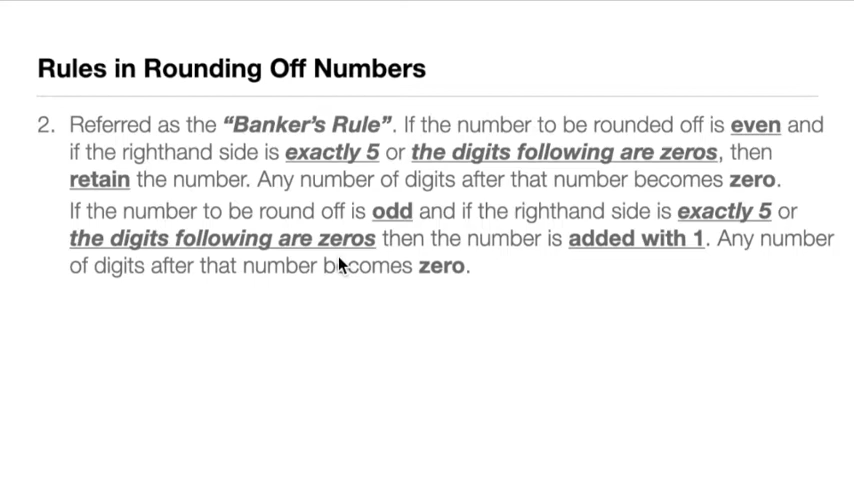 Rules in Rounding Off Numbers
2. Referred as the “Banker’s Rule”. If the number to be rounded off is even and
if the righthand side is exactly 5 or the digits following are zeros, then
retain the number. Any number of digits after that number becomes zero.
If the number to be round off is odd and if the righthand side is exactly 5 or
the digits following are zeros then the number is added with 1. Any number
of digits after that number becomes zero.